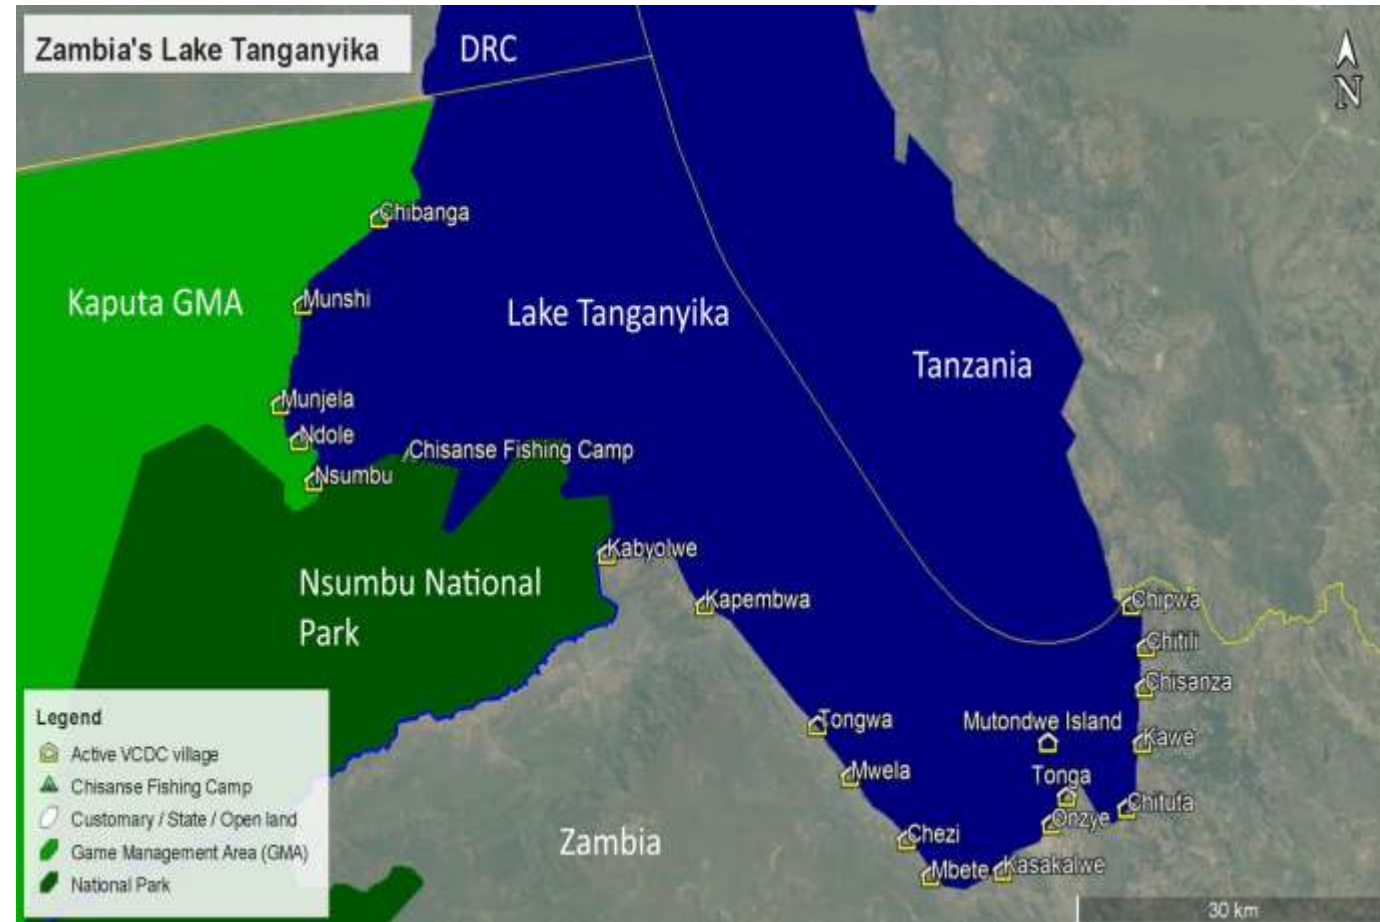 Zambia's Lake Tanganyika
DRC
N
Chibanga
Kaputa GMA
Munshi
Lake Tanganyika
Tanzania
Munjela
Ndole
Chisanse Fishing Camp
Nsumbu
Kabyolwe
Nsumbu National
Park
Kapembwa
Chipwa
Chitili
Chisanza
Tongwa
Mutondwe Island
Kawe
Mwela
Tonga
Chitufa
Onzye
Chezi
Zambia
Mbete
Kasakalwe
Legend
Active VCDC village
Chisanse Fishing Camp
Customary / State / Open land
Game Management Area (GMA)
National Park
30 km